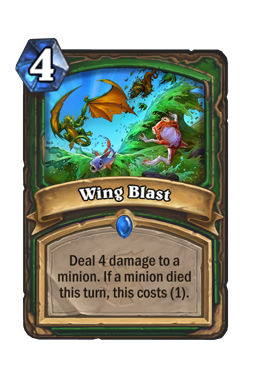 4
Wing Blast
Deal 4 damage to a
minion. If a minion died
this turn, this costs (1).